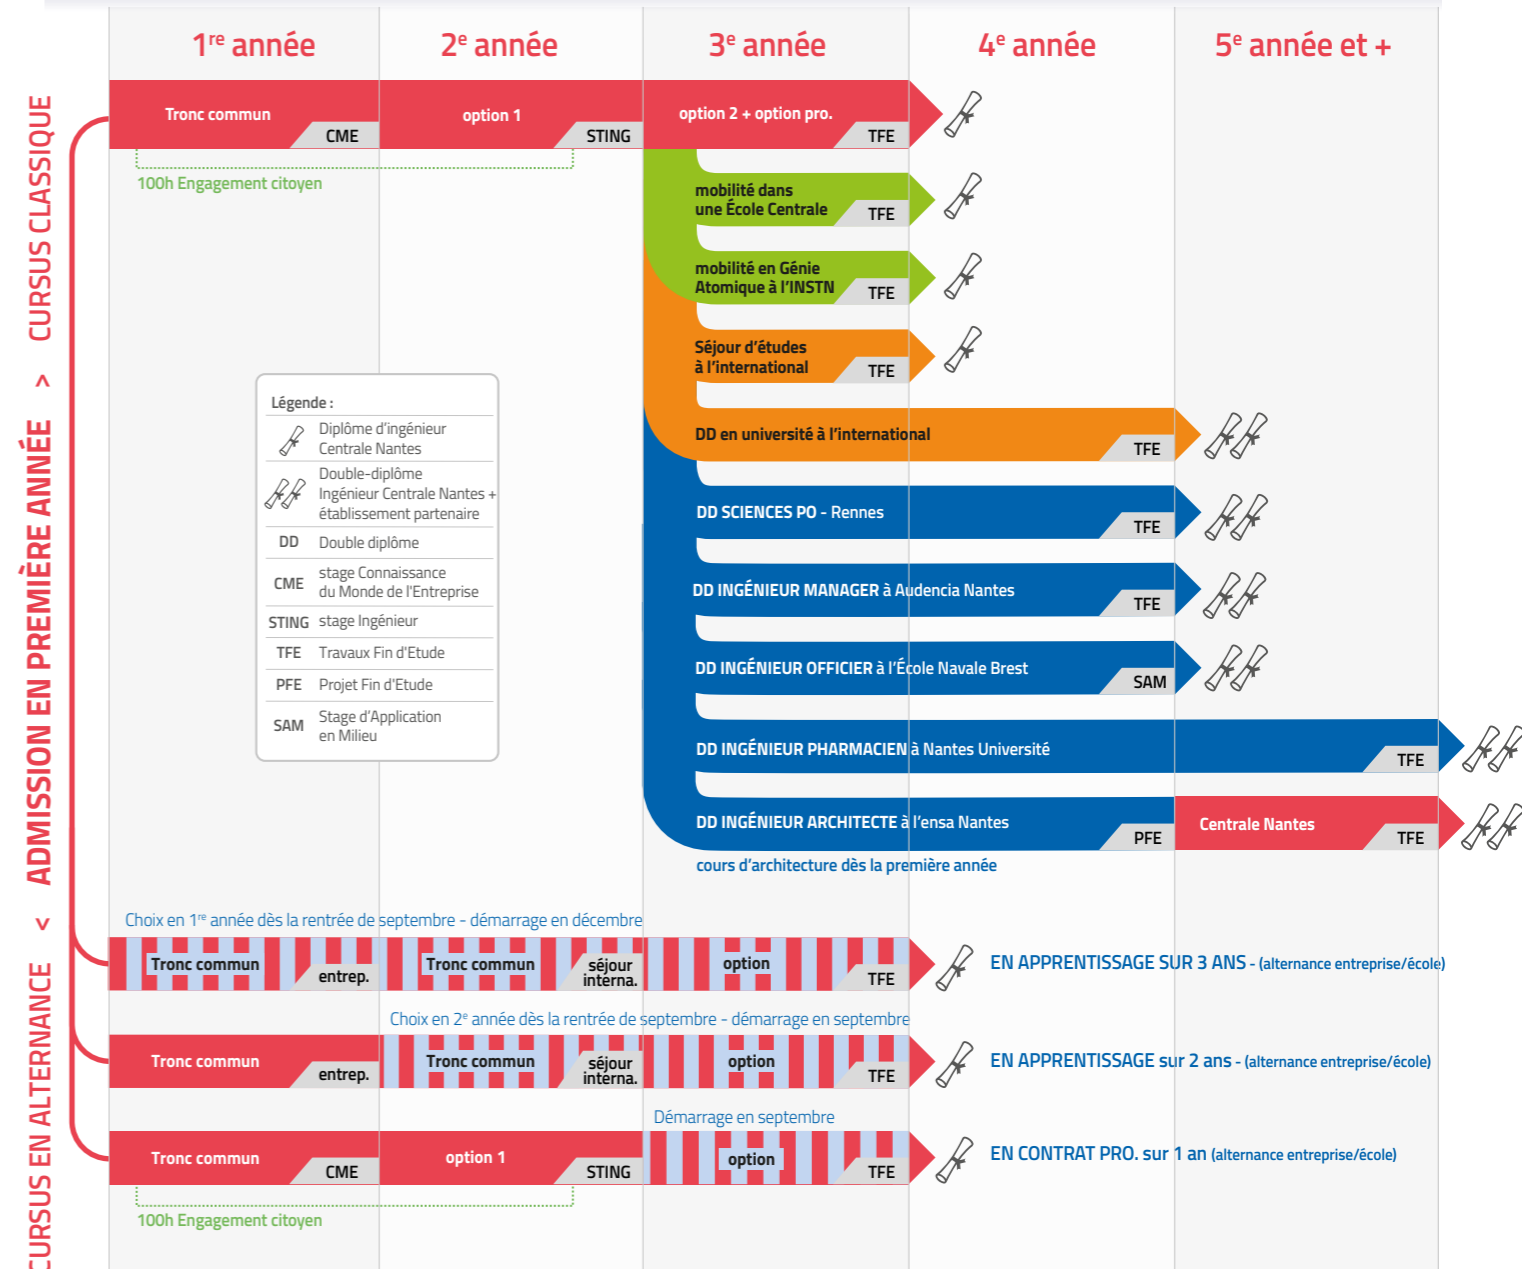 1re année
2e année
3e année
4e année
5e année et +
CURSUS EN ALTERNANCE < ADMISSION EN PREMIÈRE ANNÉE > CURSUS CLASSIQUE
Tronc commun
CME
option 1
STING
option 2 + option pro.
TFE
100h Engagement citoyen
mobilité dans
une École Centrale
TFE
mobilité en Génie
Atomique à l'INSTN
TFE
Séjour d'études
à l'international
TFE
DD en université à l'international
TFE
DD SCIENCES PO - Rennes
TFE
DD INGÉNIEUR MANAGER à Audencia Nantes
TFE
DD INGÉNIEUR OFFICIER à l'École Navale Brest
SAM
DD INGÉNIEUR PHARMACIEN à Nantes Université
TFE
DD INGÉNIEUR ARCHITECTE à l'ensa Nantes
PFE
Centrale Nantes
TFE
cours d'architecture dès la première année
Légende :
Diplôme d'ingénieur
Centrale Nantes
Double-diplôme
Ingénieur Centrale Nantes +
établissement partenaire
DD Double diplôme
CME stage Connaissance
du Monde de l'Entreprise
STING stage Ingénieur
TFE Travaux Fin d'Etude
PFE Projet Fin d'Etude
SAM Stage d'Application
en Milieu
Choix en 1re année dès la rentrée de septembre - démarrage en décembre
Tronc commun
entrep.
Tronc commun
séjour
interna.
option
TFE
EN APPRENTISSAGE SUR 3 ANS - (alternance entreprise/école)
Choix en 2e année dès la rentrée de septembre - démarrage en septembre
Tronc commun
entrep.
Tronc commun
séjour
interna.
option
TFE
EN APPRENTISSAGE sur 2 ans - (alternance entreprise/école)
Démarrage en septembre
Tronc commun
CME
option 1
STING
option
TFE
EN CONTRAT PRO. sur 1 an (alternance entreprise/école)
100h Engagement citoyen